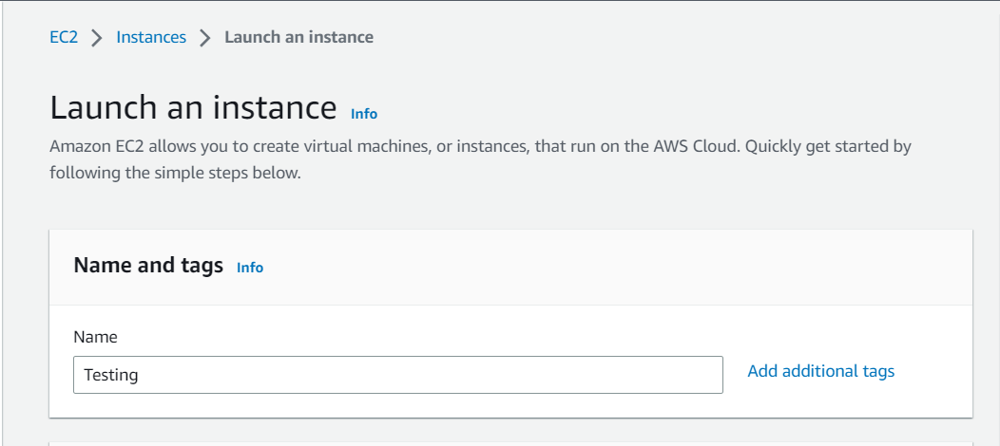 EC2 > Instances > Launch an instance
Launch an instance Info
Amazon EC2 allows you to create virtual machines, or instances, that run on the AWS Cloud. Quickly get started by
following the simple steps below.
Name and tags Info
Name
Testing Add additional tags